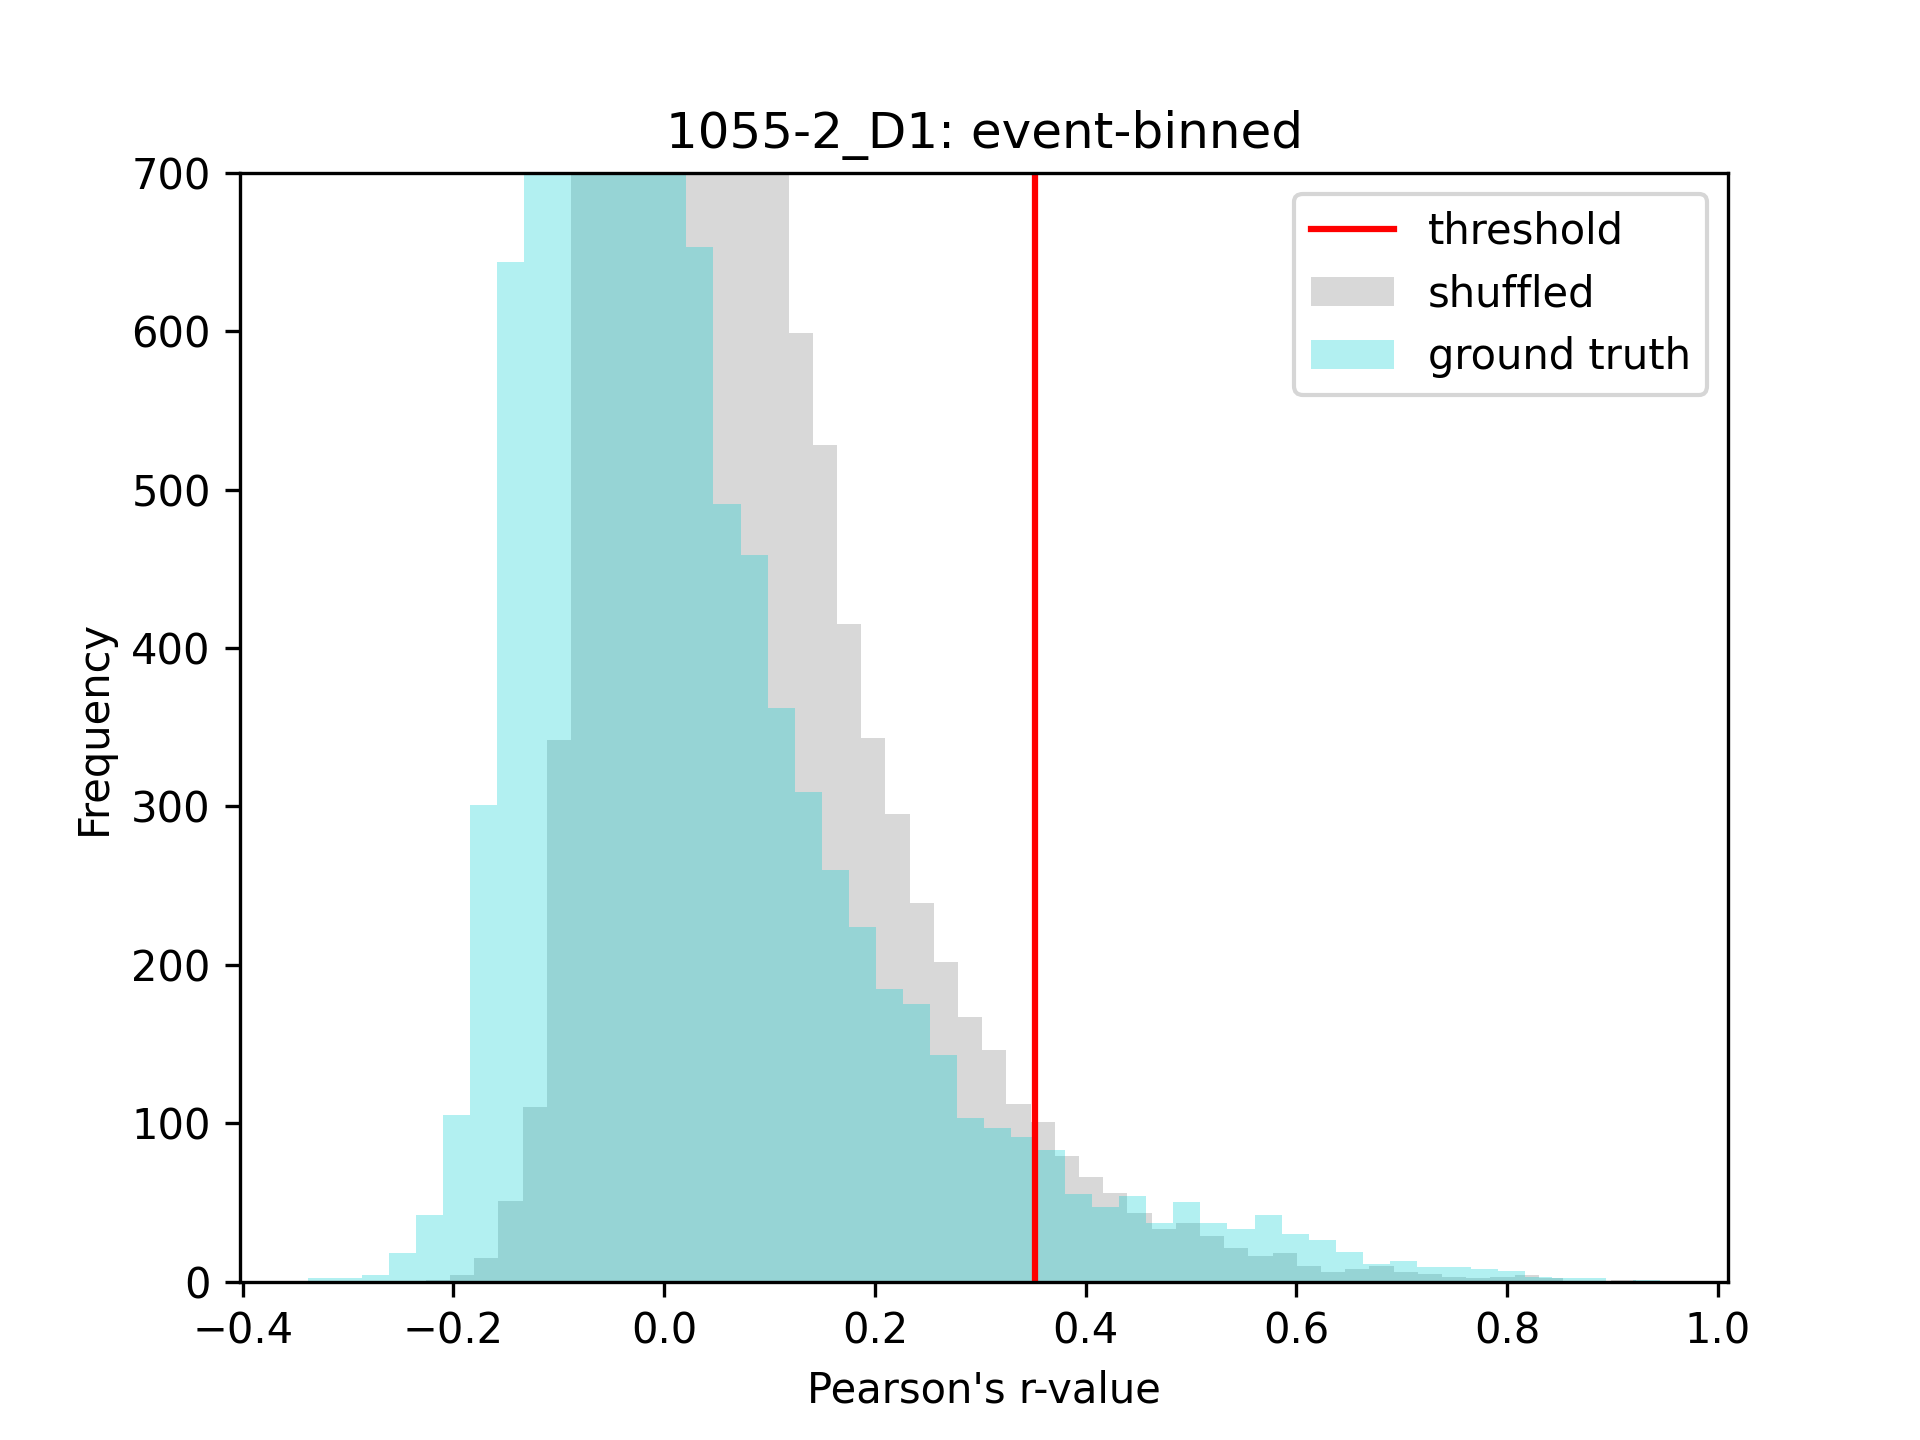 1055-2_D1: event-binned
threshold
shuffled
ground truth
700
600
500
400
300
200
100
0
Frequency
−0.4 −0.2 0.0 0.2 0.4 0.6 0.8 1.0
Pearson's r-value